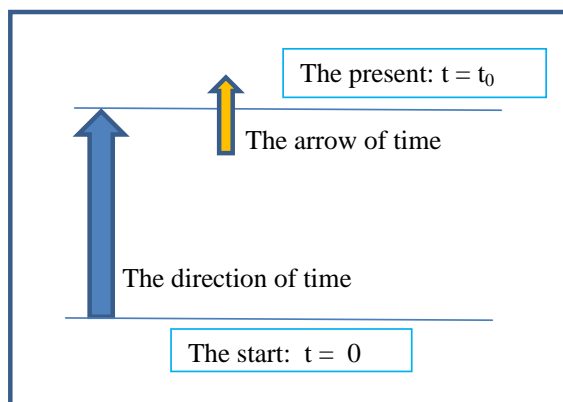 The present: t = t₀
The arrow of time
The direction of time
The start: t = 0